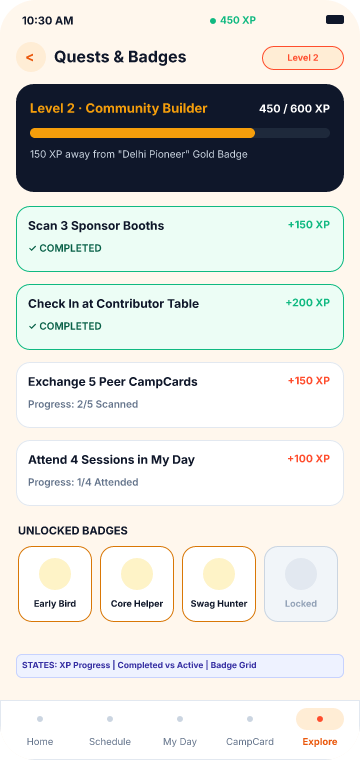 10:30 AM
450 XP
<
Quests & Badges
Level 2
Level 2 · Community Builder
450 / 600 XP
150 XP away from "Delhi Pioneer" Gold Badge
Scan 3 Sponsor Booths
+150 XP
✓ COMPLETED
Check In at Contributor Table
+200 XP
✓ COMPLETED
Exchange 5 Peer CampCards
+150 XP
Progress: 2/5 Scanned
Attend 4 Sessions in My Day
+100 XP
Progress: 1/4 Attended
UNLOCKED BADGES
Early Bird
Core Helper
Swag Hunter
Locked
STATES: XP Progress | Completed vs Active | Badge Grid
Home
Schedule
My Day
CampCard
Explore